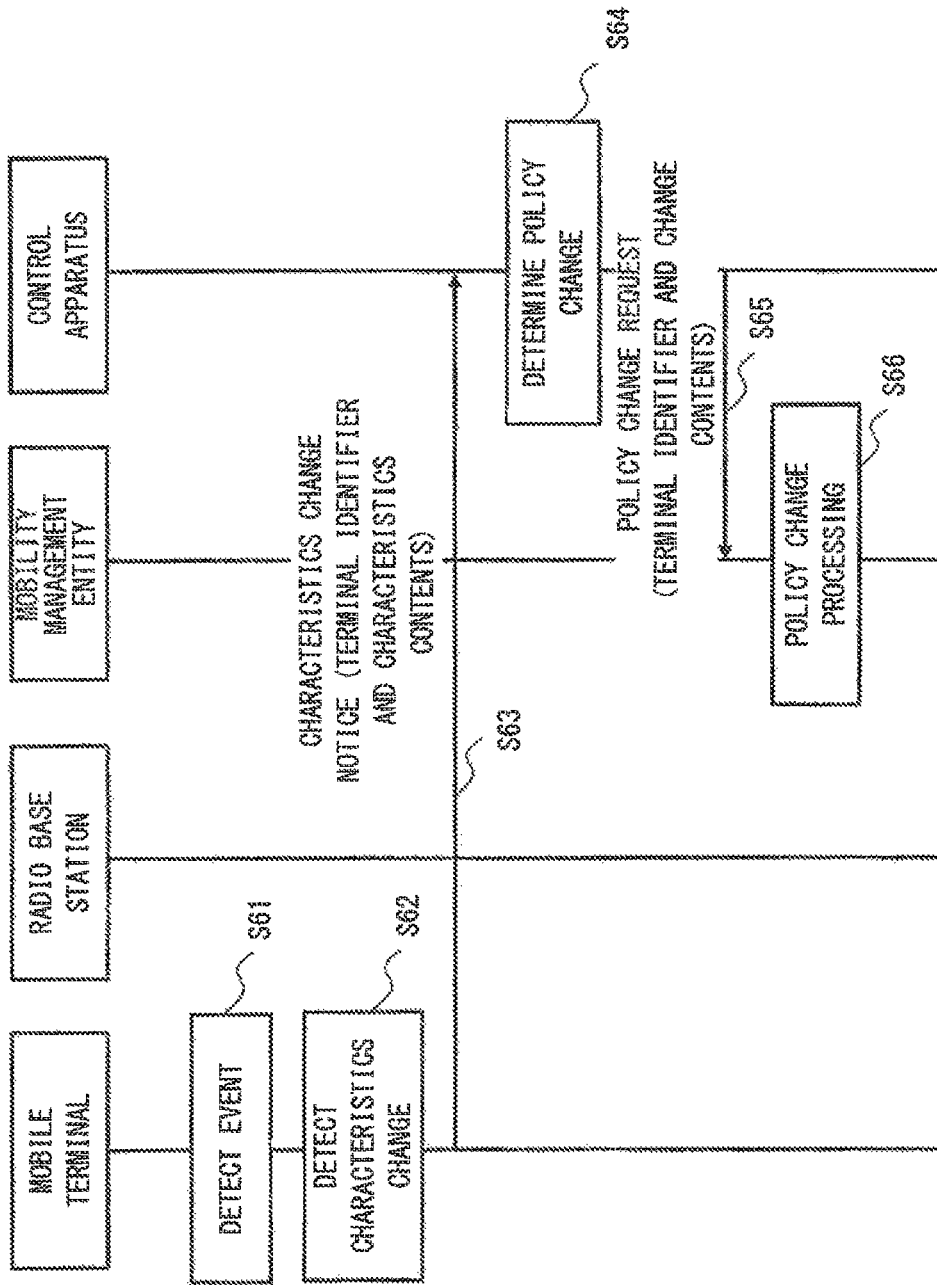 MOBILE
TERMINAL
RADIO BASE
STATION
MOBILITY
MANAGEMENT
ENTITY
CONTROL
APPARATUS
DETECT EVENT
S61
DETECT
CHARACTERISTICS
CHANGE
S62
CHARACTERISTICS CHANGE
NOTICE (TERMINAL IDENTIFIER
AND CHARACTERISTICS
CONTENTS)
S63
DETERMINE POLICY
CHANGE
S64
POLICY CHANGE REQUEST
(TERMINAL IDENTIFIER AND CHANGE
CONTENTS)
S65
POLICY CHANGE
PROCESSING
S66